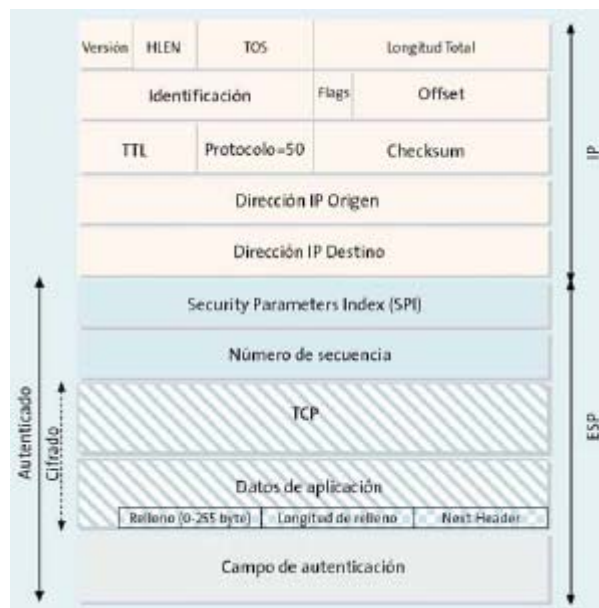 Versión HLEN TOS Longitud Total
Identificación Flags Offset
TTL Protocolo=50 Checksum
Dirección IP Origen
Dirección IP Destino
IP
Security Parameters Index (SPI)
Número de secuencia
TCP
Datos de aplicación
Relleno (0-255 byte) Longitud de relleno Next Header
Campo de autenticación
Autenticado
Cifrado
ESP